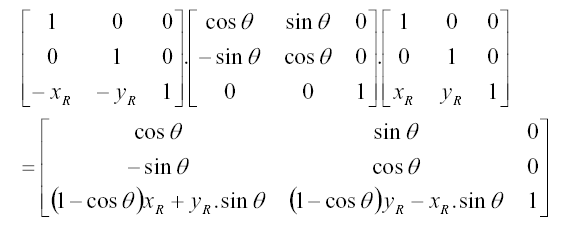 [1 0 0] [cos θ sin θ 0] [1 0 0]
[0 1 0] . [− sin θ cos θ 0] . [0 1 0]
[− x_R − y_R 1] [0 0 1] [x_R y_R 1]
= [cos θ sin θ 0]
[− sin θ cos θ 0]
[(1 − cos θ)x_R + y_R . sin θ (1 − cos θ)y_R − x_R . sin θ 1]